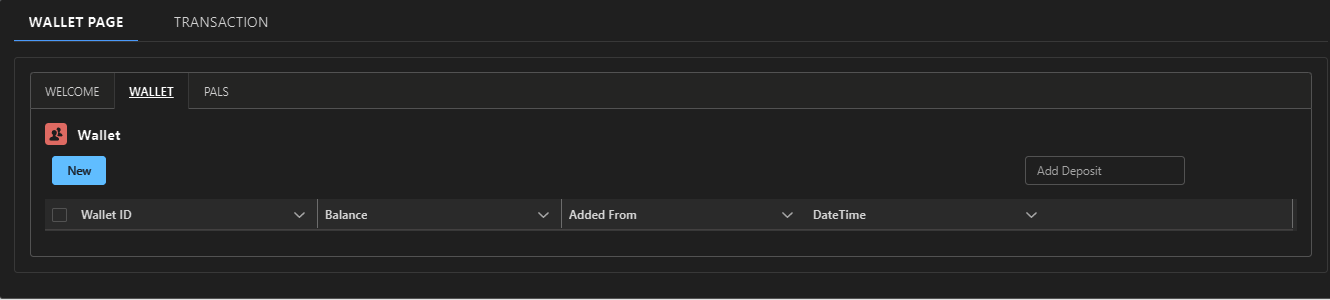 WALLET PAGE TRANSACTION
WELCOME WALLET PALS
Wallet
New Add Deposit
Wallet ID Balance Added From DateTime